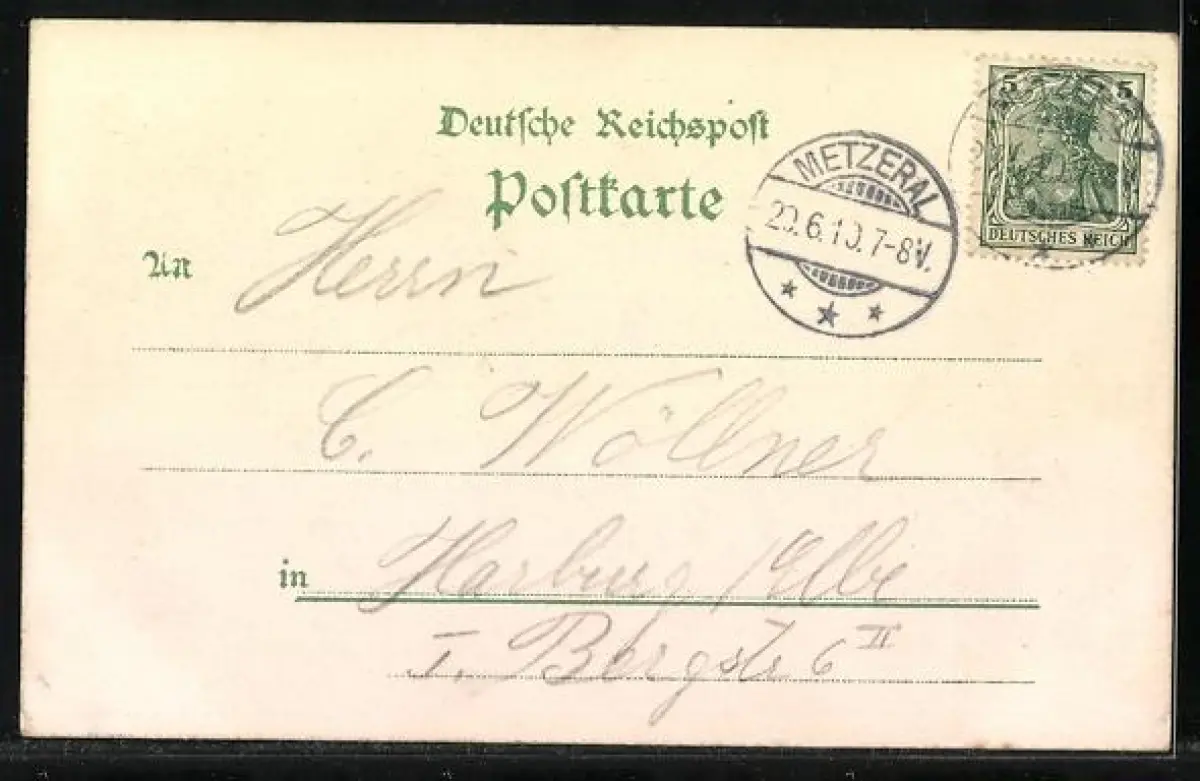 Deutsche Reichspost
Postkarte
METZERAL
20.6.10.7-8V.
5 5
DEUTSCHES REICH
An Herrn
C. Wöllner
in Harburg /Elbe
I. Bergstr 6 II